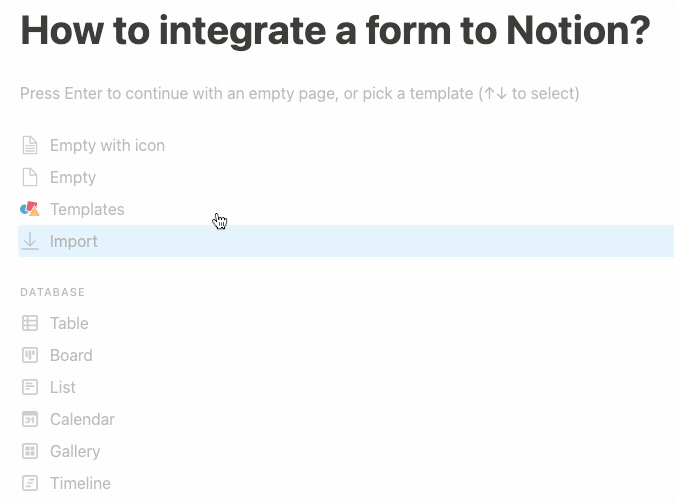 How to integrate a form to Notion?
Press Enter to continue with an empty page, or pick a template (↑↓ to select)
Empty with icon
Empty
Templates
Import
DATABASE
Table
Board
List
31
Calendar
Gallery
Timeline